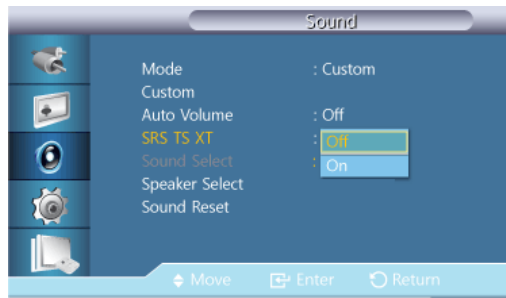 Sound
Mode : Custom
Custom
Auto Volume : Off
SRS TS XT : Off
On
Sound Select :
Speaker Select
Sound Reset
Move Enter Return